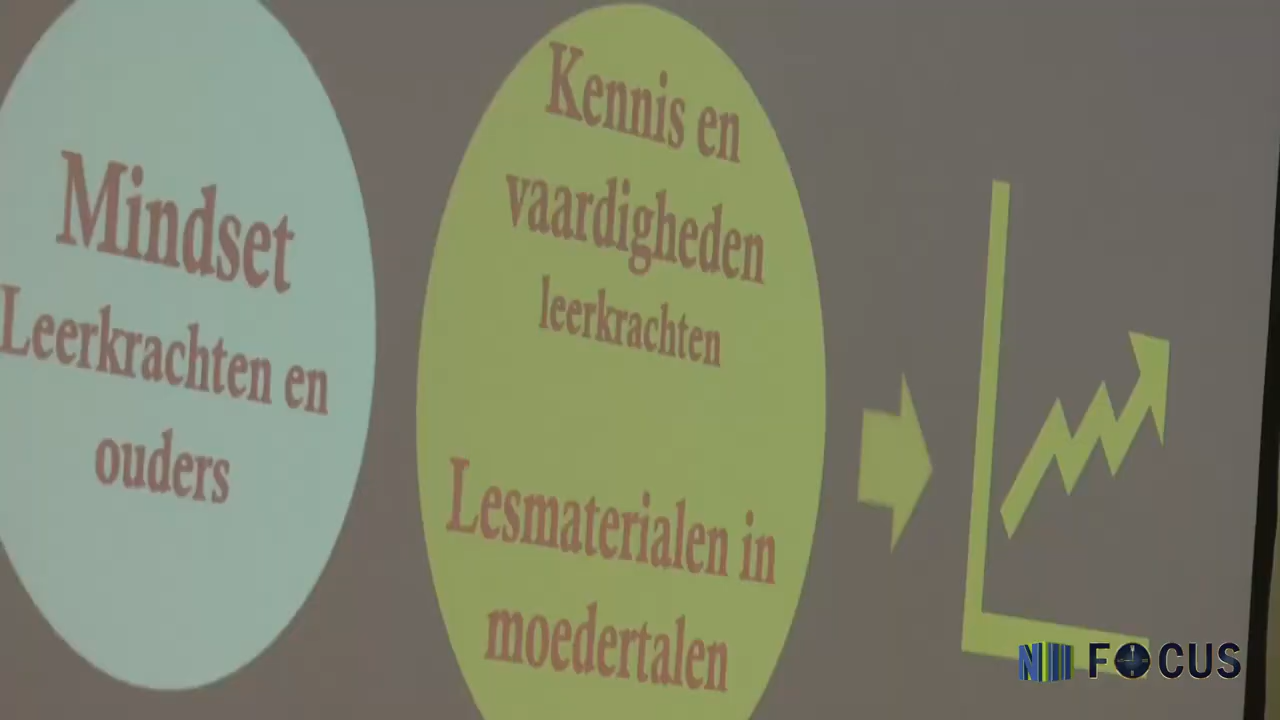 Mindset
Leerkrachten en
ouders
Kennis en
vaardigheden
leerkrachten
Lesmaterialen in
moedertalen
FOCUS